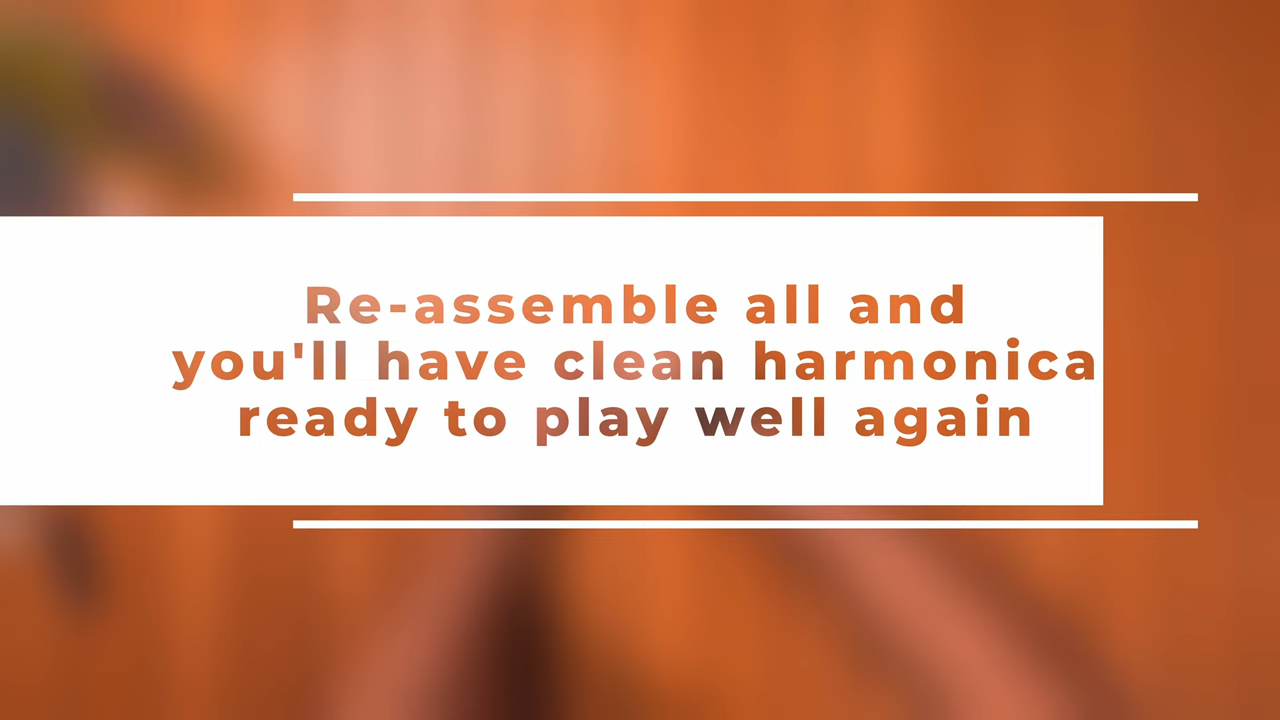 Re-assemble all and
you'll have clean harmonica
ready to play well again